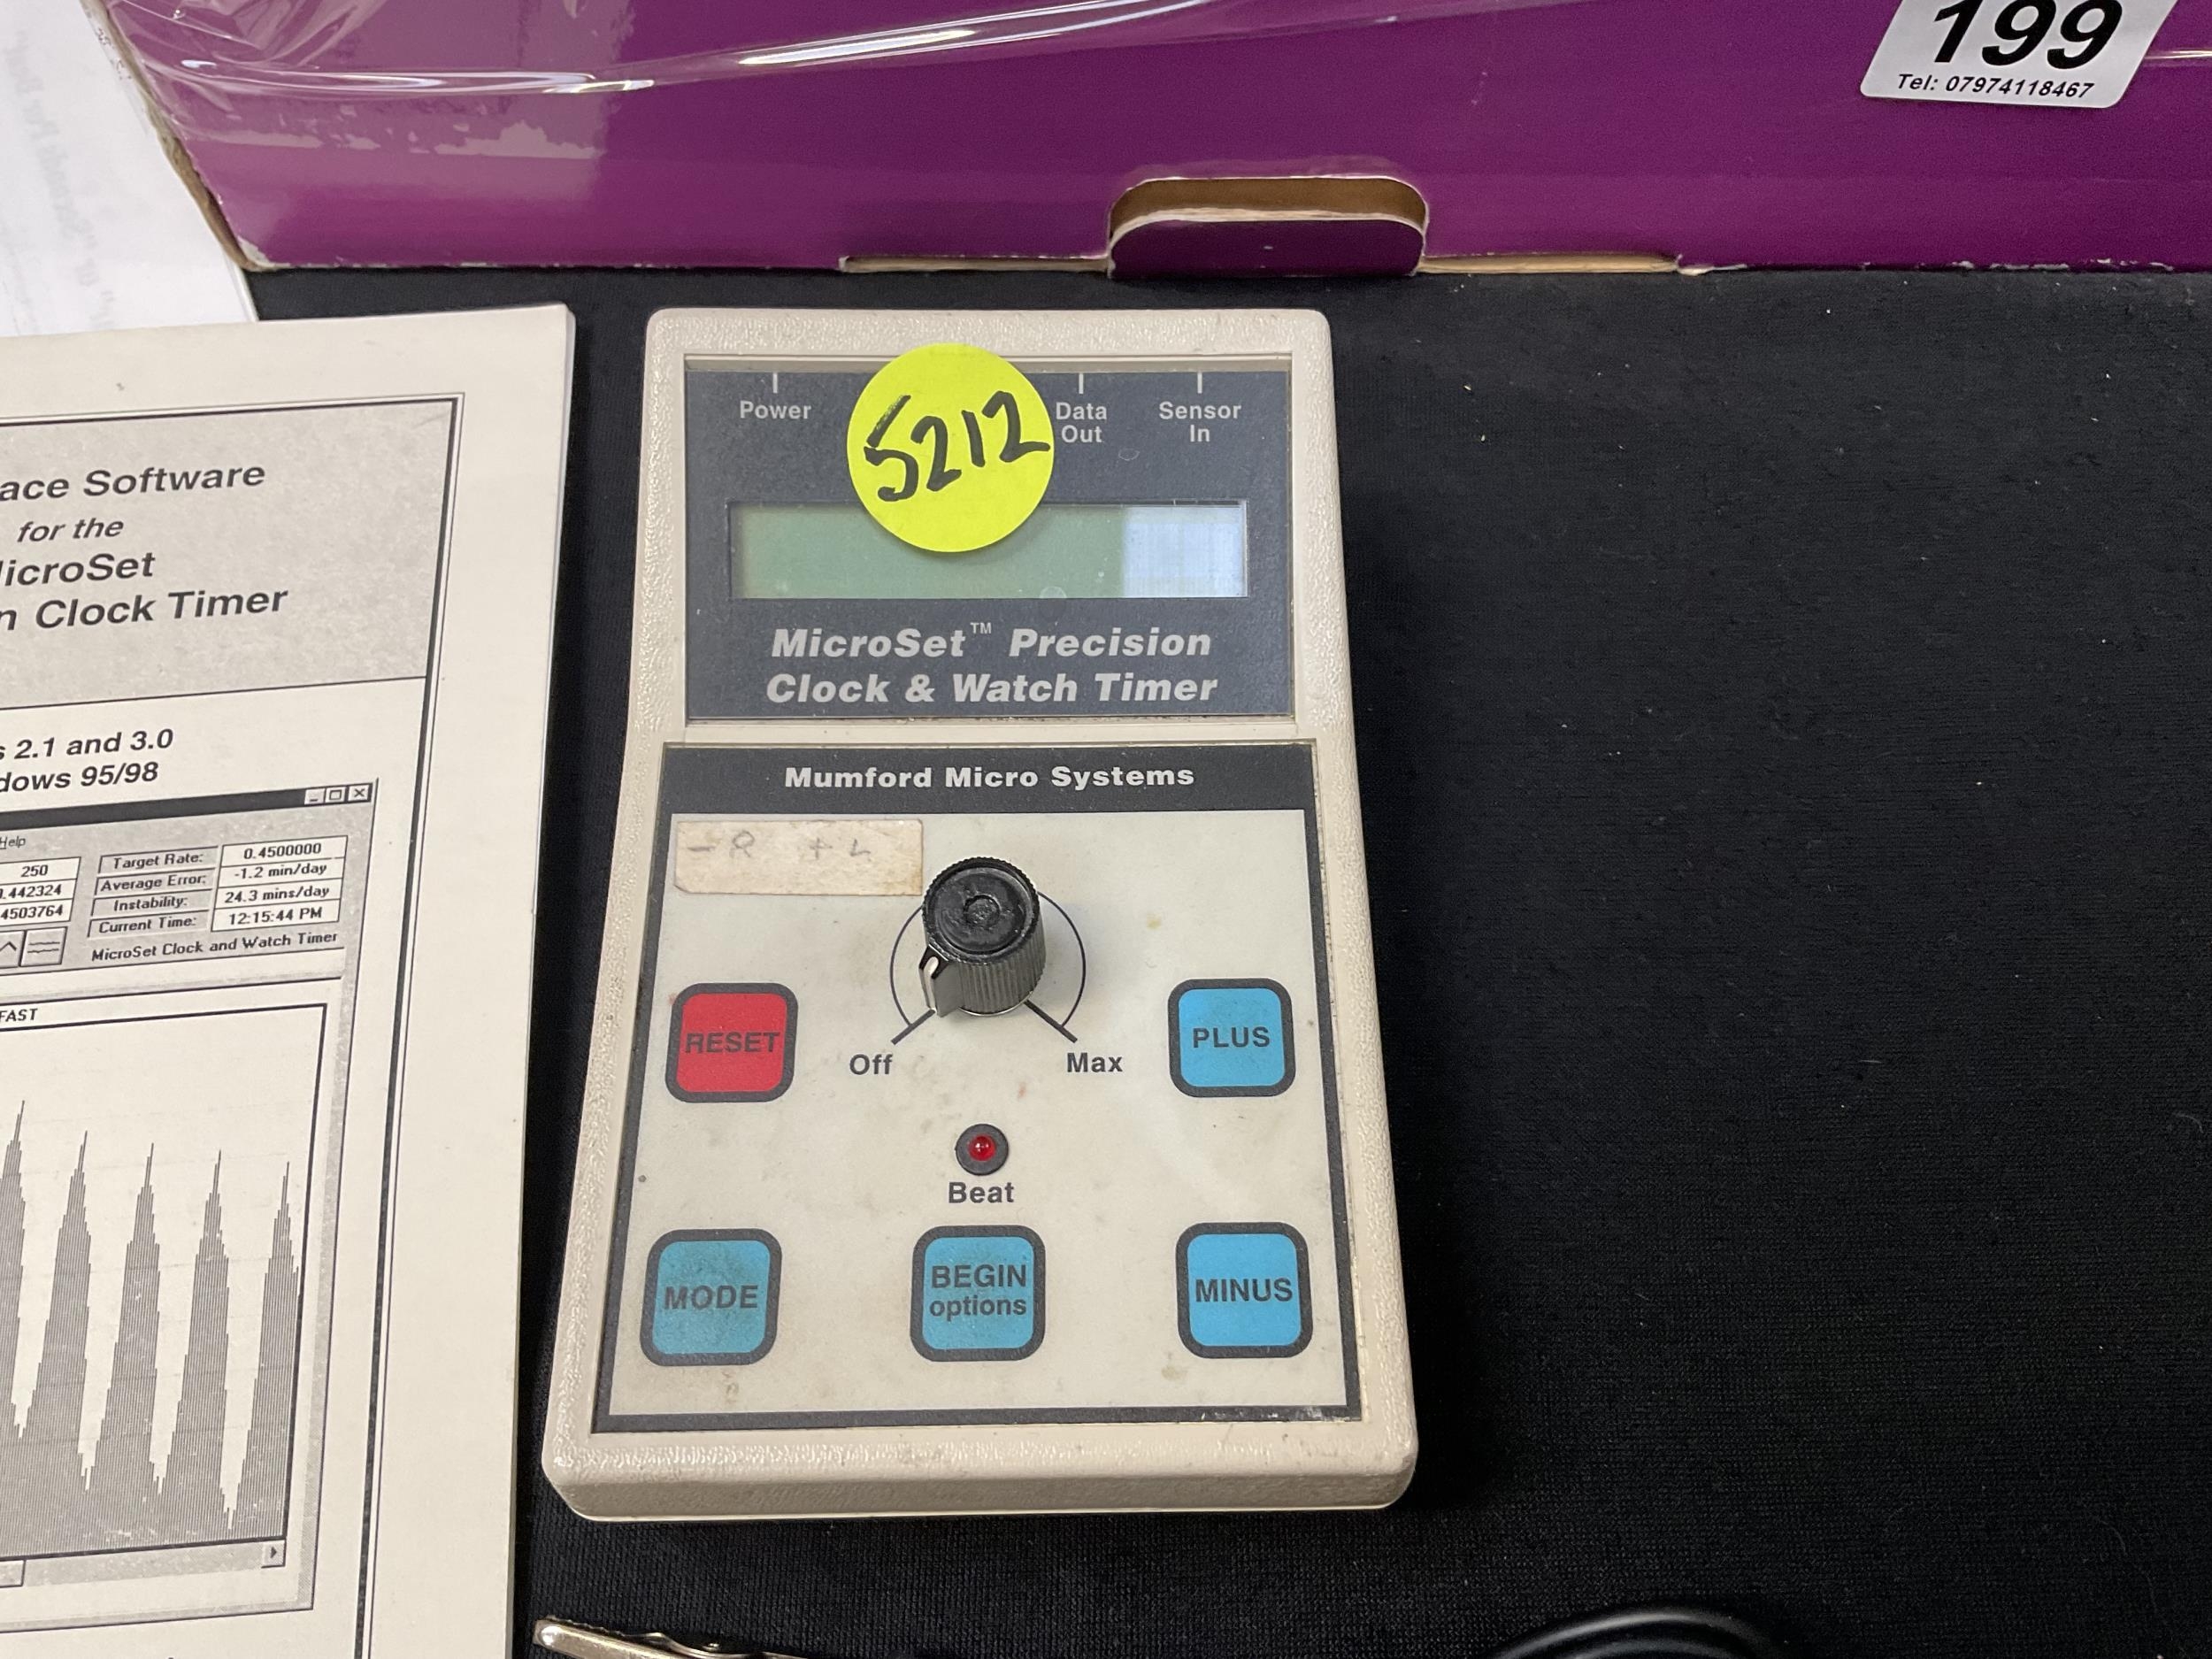 199
Tel: 07974118467
5212
Power
Data
Out
Sensor
In
MicroSet™ Precision
Clock & Watch Timer
Mumford Micro Systems
RESET
Off
Max
PLUS
Beat
MODE
BEGIN
options
MINUS
Software
for the
icroSet
Clock Timer
2.1 and 3.0
95/98
Help
250
Target Rate: 0.4500000
Average Error: -1.2 min/day
Instability: 24.3 mins/day
Current Time: 12:15:44 PM
.442324
4503764
MicroSet Clock and Watch Timer
FAST